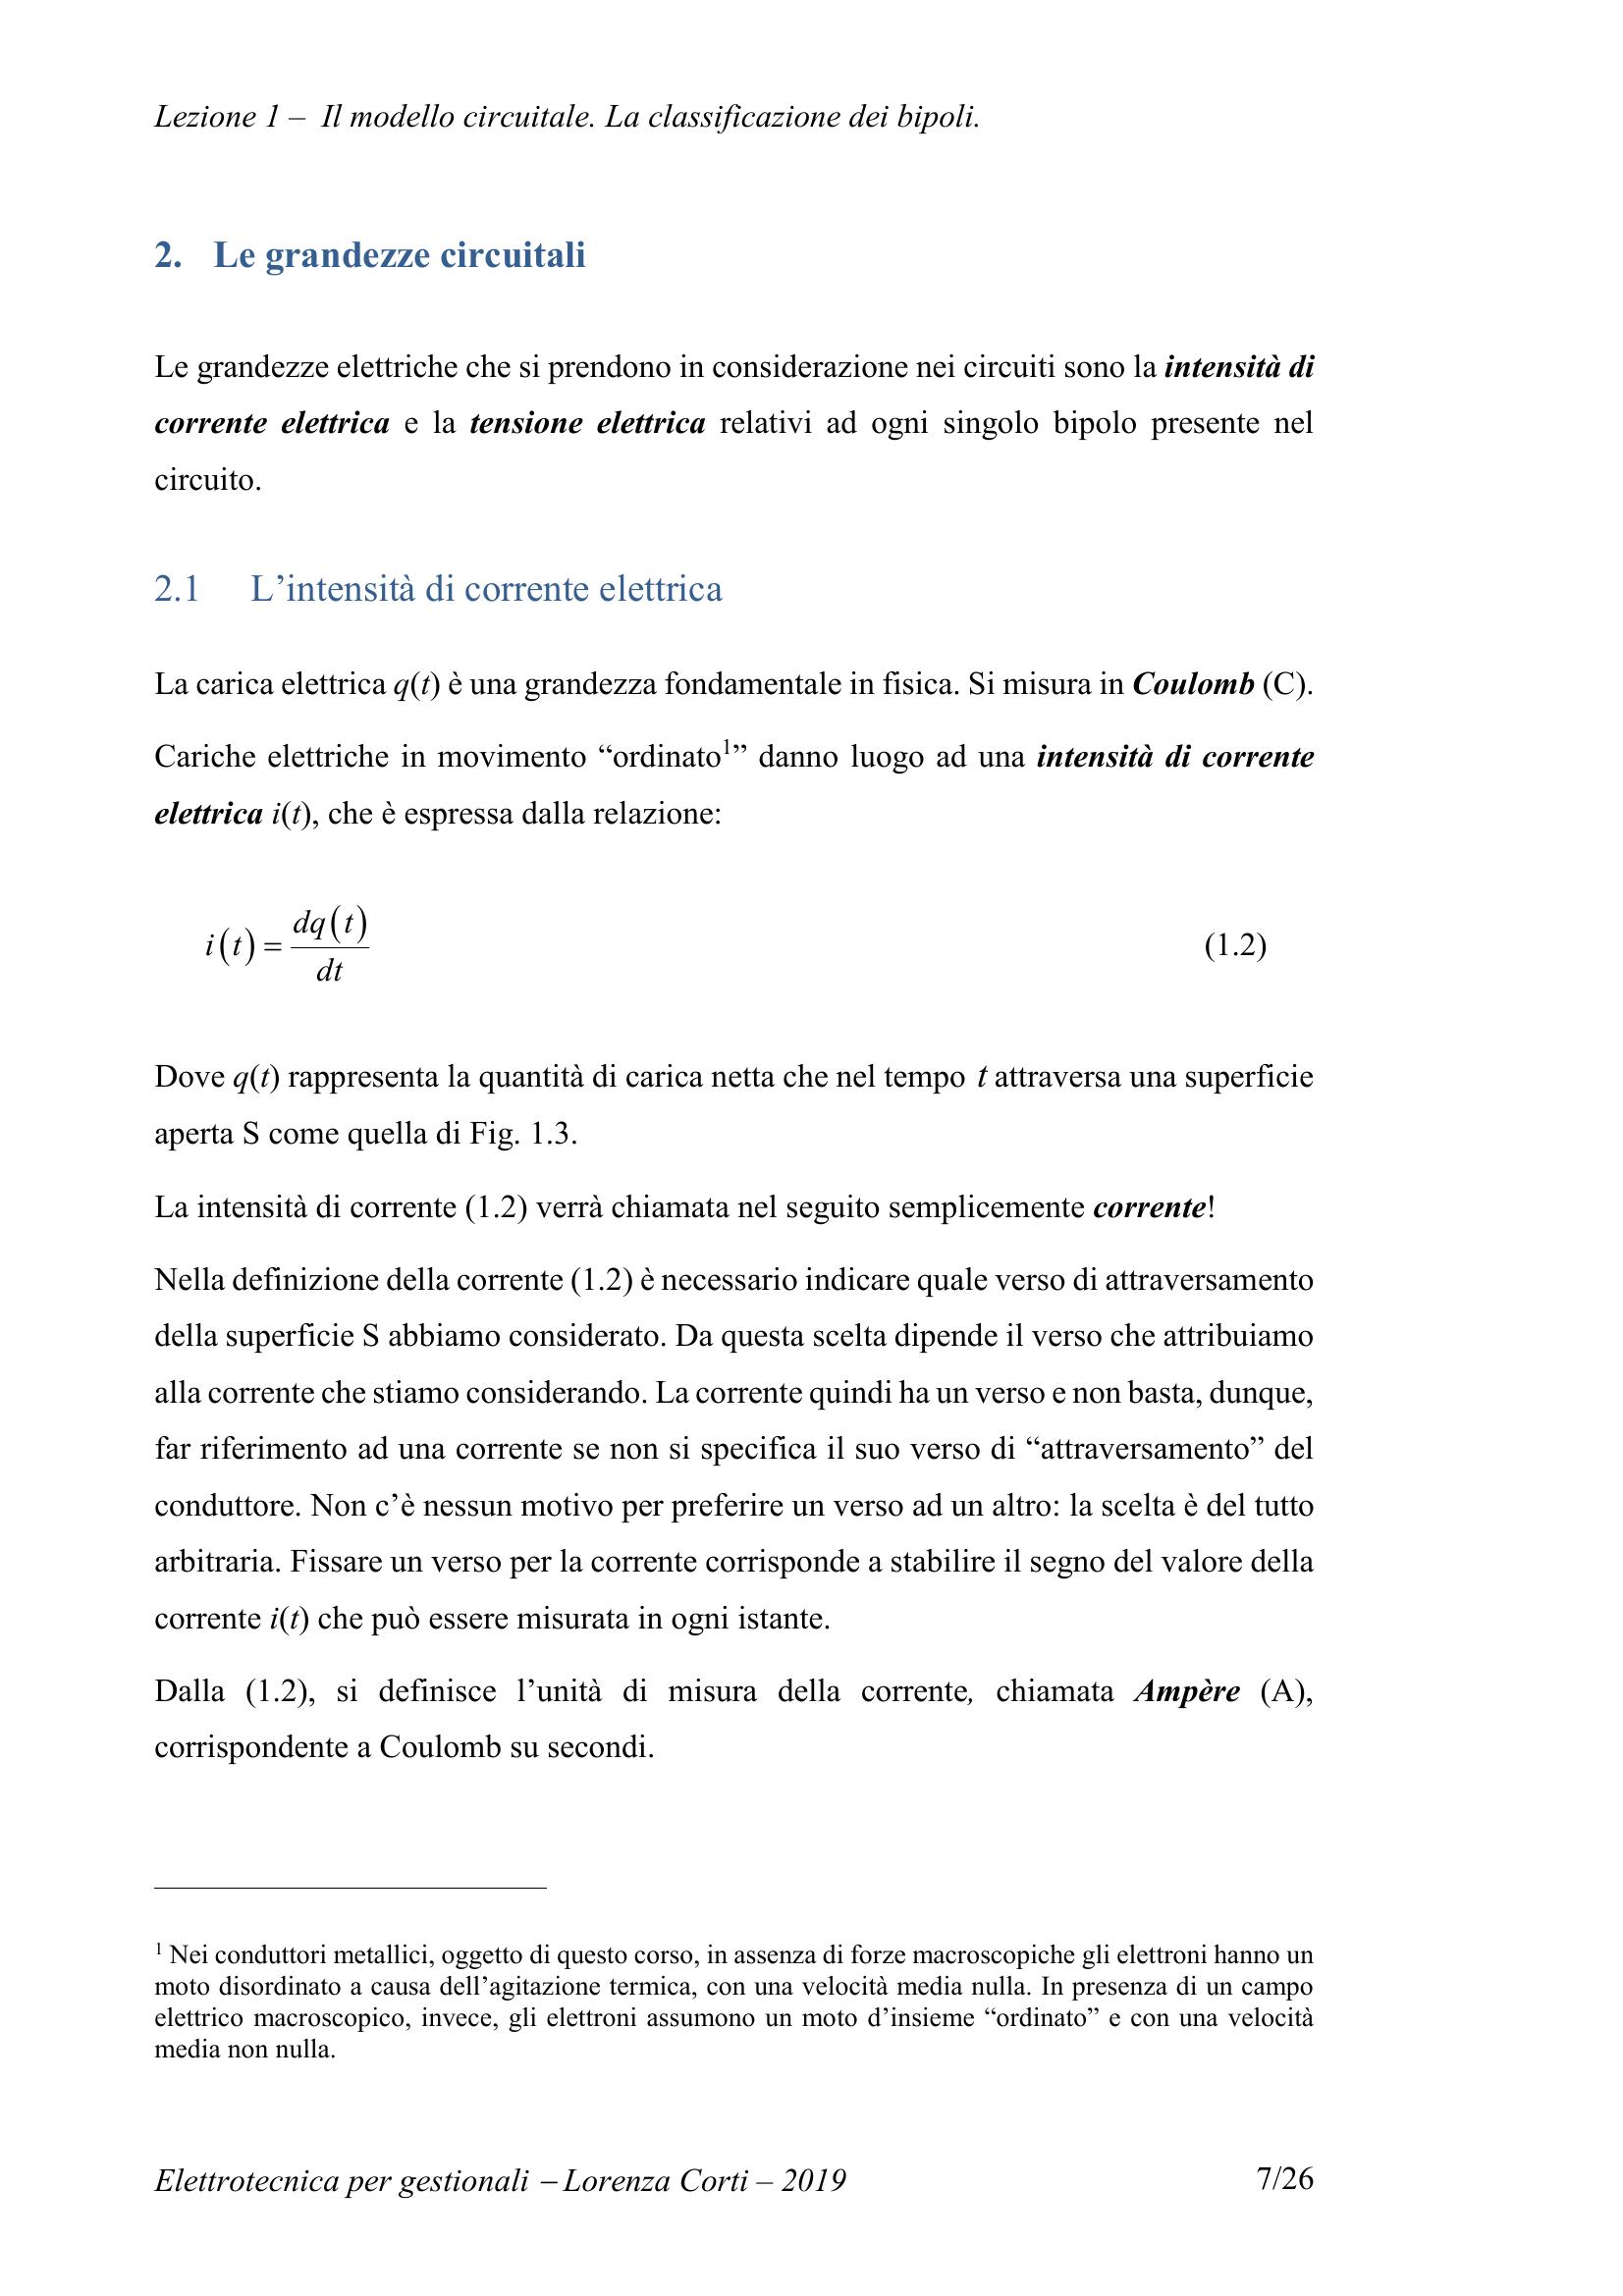 Lezione 1 – Il modello circuitale. La classificazione dei bipoli.
2. Le grandezze circuitali
Le grandezze elettriche che si prendono in considerazione nei circuiti sono la intensità di
corrente elettrica e la tensione elettrica relativi ad ogni singolo bipolo presente nel
circuito.
2.1 L’intensità di corrente elettrica
La carica elettrica q(t) è una grandezza fondamentale in fisica. Si misura in Coulomb (C).
Cariche elettriche in movimento “ordinato¹” danno luogo ad una intensità di corrente
elettrica i(t), che è espressa dalla relazione:
i(t) = dq(t)/dt (1.2)
Dove q(t) rappresenta la quantità di carica netta che nel tempo t attraversa una superficie
aperta S come quella di Fig. 1.3.
La intensità di corrente (1.2) verrà chiamata nel seguito semplicemente corrente!
Nella definizione della corrente (1.2) è necessario indicare quale verso di attraversamento
della superficie S abbiamo considerato. Da questa scelta dipende il verso che attribuiamo
alla corrente che stiamo considerando. La corrente quindi ha un verso e non basta, dunque,
far riferimento ad una corrente se non si specifica il suo verso di “attraversamento” del
conduttore. Non c’è nessun motivo per preferire un verso ad un altro: la scelta è del tutto
arbitraria. Fissare un verso per la corrente corrisponde a stabilire il segno del valore della
corrente i(t) che può essere misurata in ogni istante.
Dalla (1.2), si definisce l’unità di misura della corrente, chiamata Ampère (A),
corrispondente a Coulomb su secondi.
¹ Nei conduttori metallici, oggetto di questo corso, in assenza di forze macroscopiche gli elettroni hanno un
moto disordinato a causa dell’agitazione termica, con una velocità media nulla. In presenza di un campo
elettrico macroscopico, invece, gli elettroni assumono un moto d’insieme “ordinato” e con una velocità
media non nulla.
Elettrotecnica per gestionali – Lorenza Corti – 2019 7/26